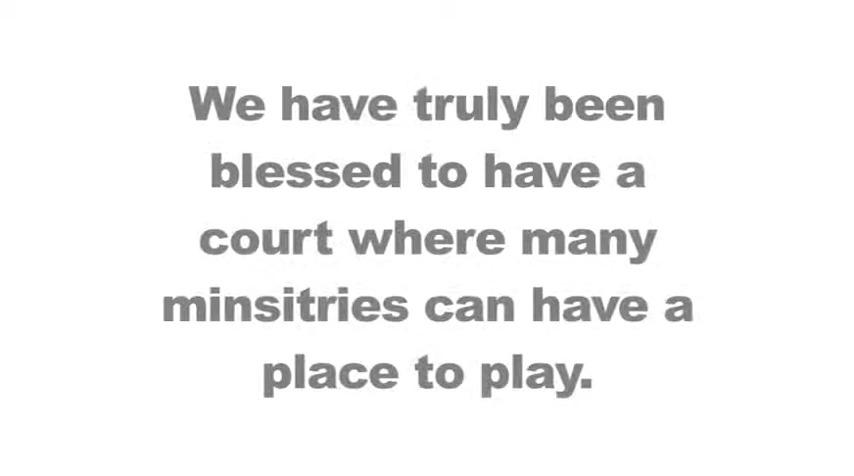 We have truly been
blessed to have a
court where many
minsitries can have a
place to play.